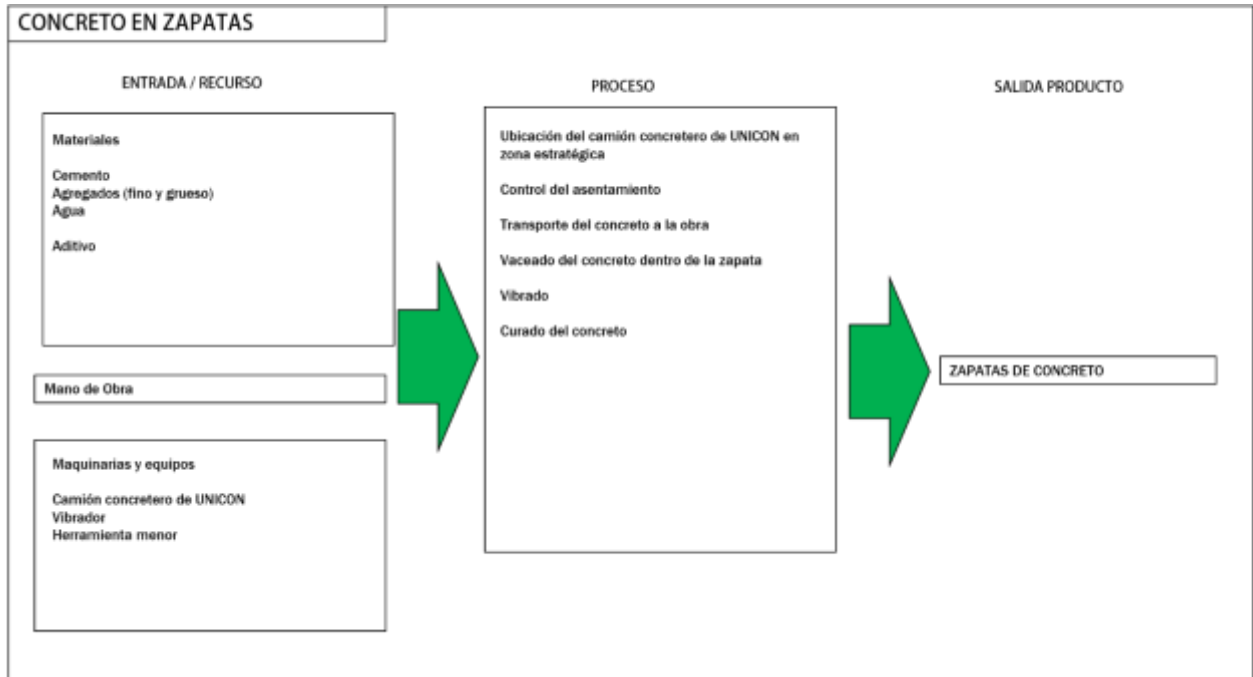 CONCRETO EN ZAPATAS
ENTRADA / RECURSO
Materiales
Cemento
Agregados (fino y grueso)
Agua
Aditivo
Mano de Obra
Maquinarias y equipos
Camión concretero de UNICON
Vibrador
Herramienta menor
PROCESO
Ubicación del camión concretero de UNICON en
zona estratégica
Control del asentamiento
Transporte del concreto a la obra
Vaceado del concreto dentro de la zapata
Vibrado
Curado del concreto
SALIDA PRODUCTO
ZAPATAS DE CONCRETO